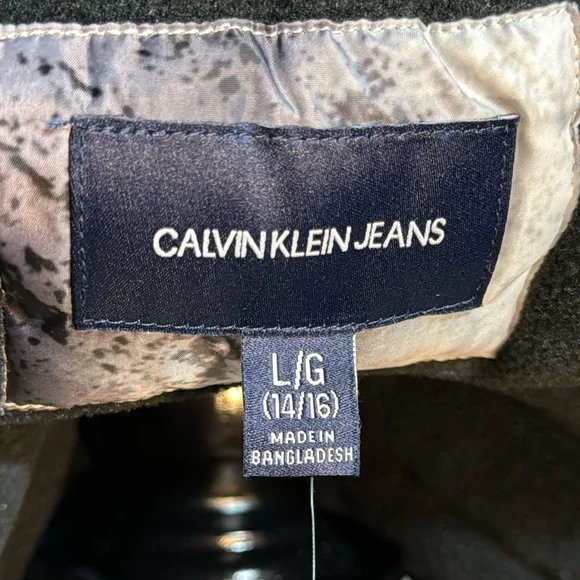 CALVIN KLEIN JEANS
L/G
(14/16)
MADE IN
BANGLADESH